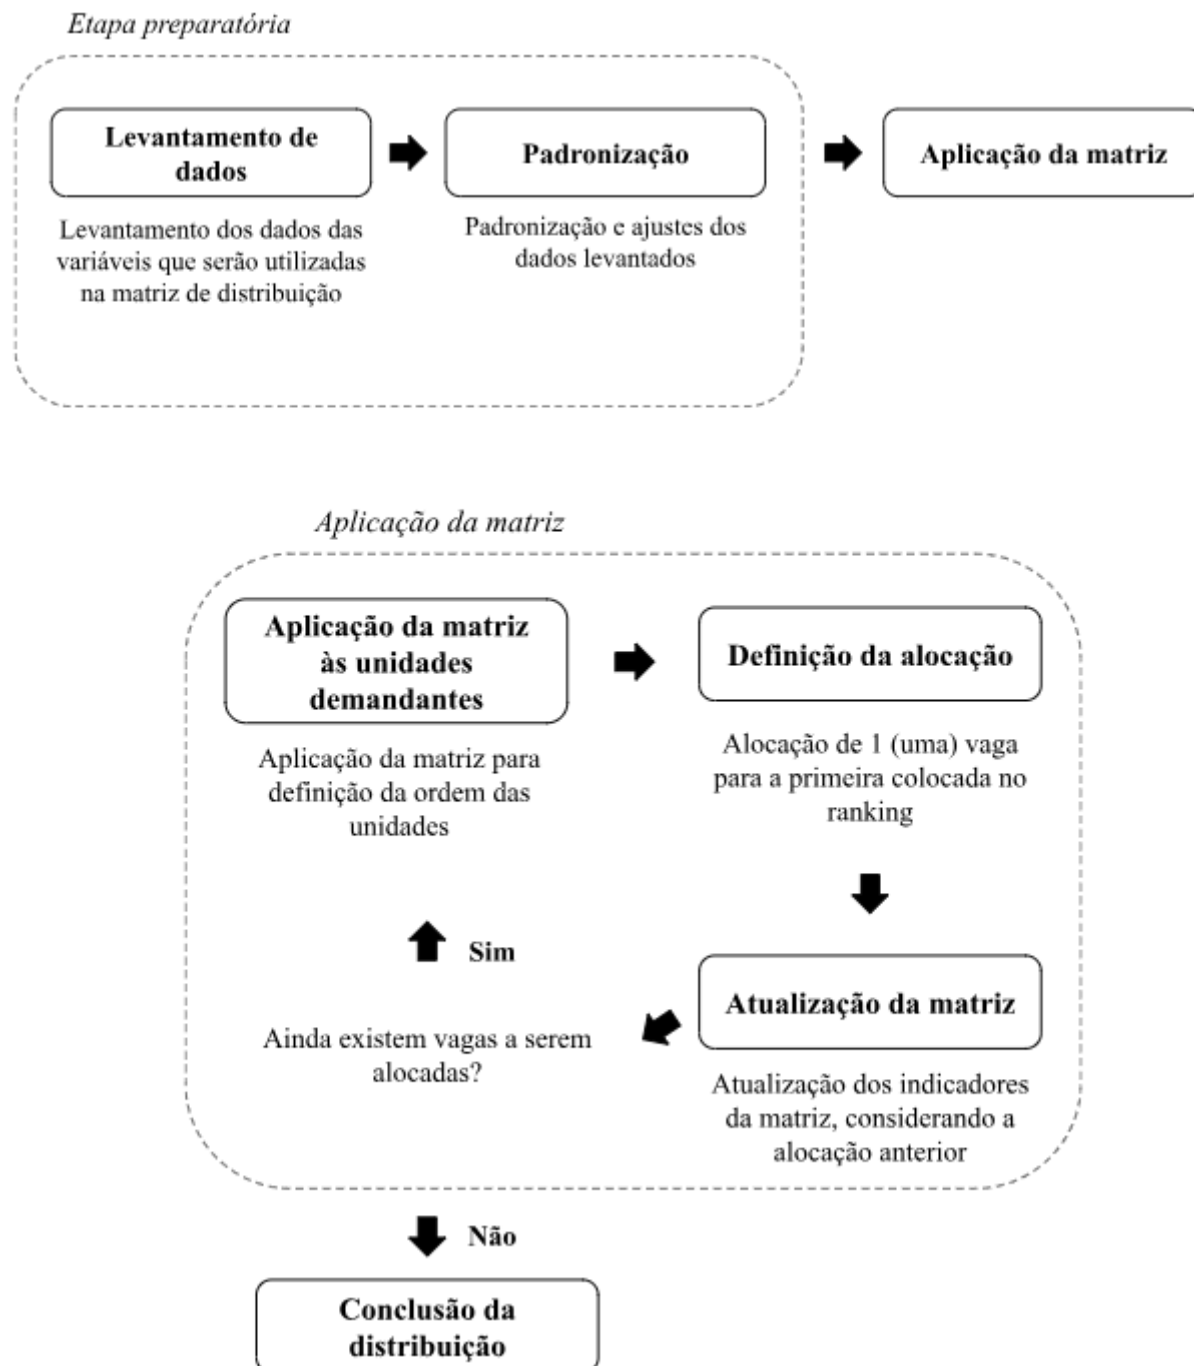 Etapa preparatória
Levantamento de
dados
Levantamento dos dados das
variáveis que serão utilizadas
na matriz de distribuição
Padronização
Padronização e ajustes dos
dados levantados
Aplicação da matriz
Aplicação da matriz
Aplicação da matriz
às unidades
demandantes
Aplicação da matriz para
definição da ordem das
unidades
Definição da alocação
Alocação de 1 (uma) vaga
para a primeira colocada no
ranking
Atualização da matriz
Atualização dos indicadores
da matriz, considerando a
alocação anterior
Sim
Ainda existem vagas a serem
alocadas?
Não
Conclusão da
distribuição